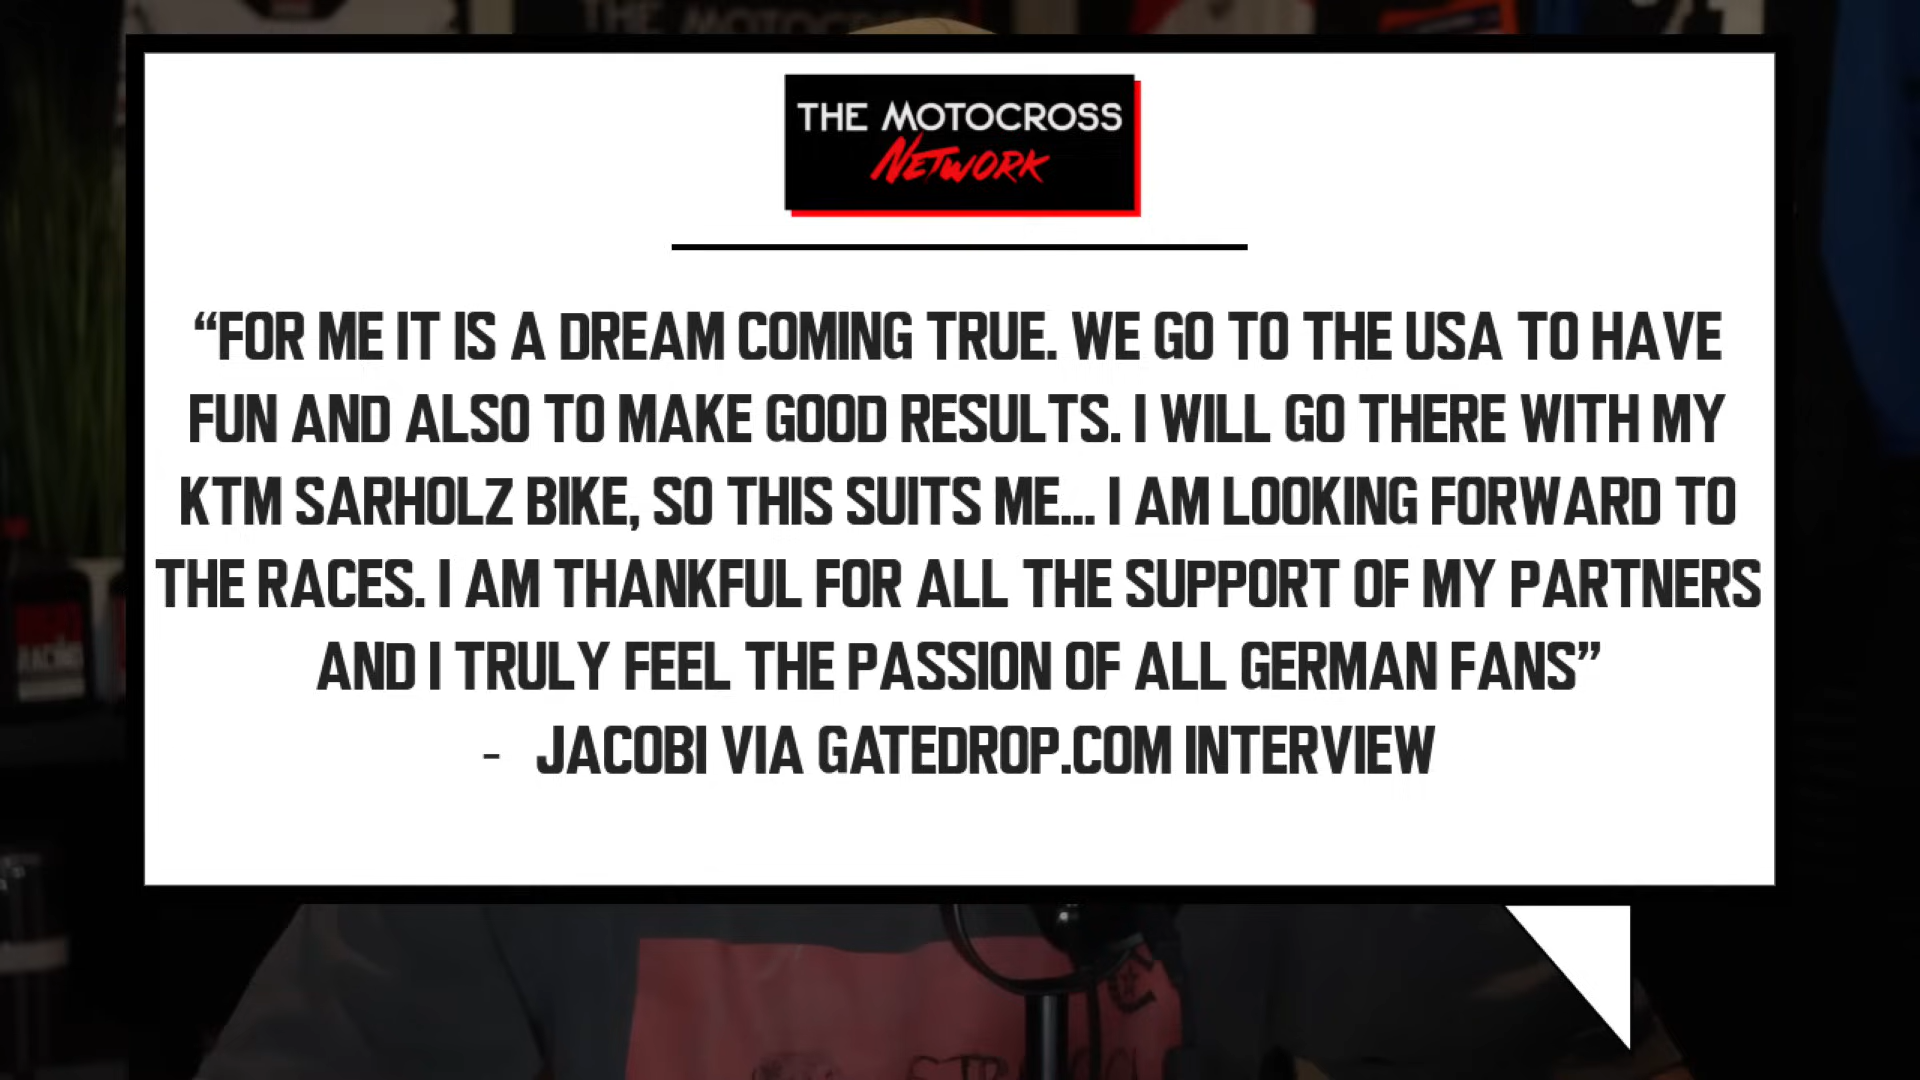 THE MOTOCROSS
THE MOTOCROSS
NETWORK
“FOR ME IT IS A DREAM COMING TRUE. WE GO TO THE USA TO HAVE
FUN AND ALSO TO MAKE GOOD RESULTS. I WILL GO THERE WITH MY
KTM SARHOLZ BIKE, SO THIS SUITS ME... I AM LOOKING FORWARD TO
THE RACES. I AM THANKFUL FOR ALL THE SUPPORT OF MY PARTNERS
AND I TRULY FEEL THE PASSION OF ALL GERMAN FANS”
- JACOBI VIA GATEDROP.COM INTERVIEW